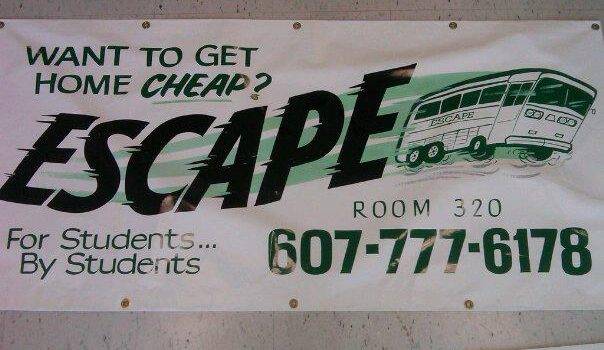 WANT TO GET
HOME CHEAP?
ESCAPE
ESCAPE
ROOM 320
For Students...
By Students
607-777-6178